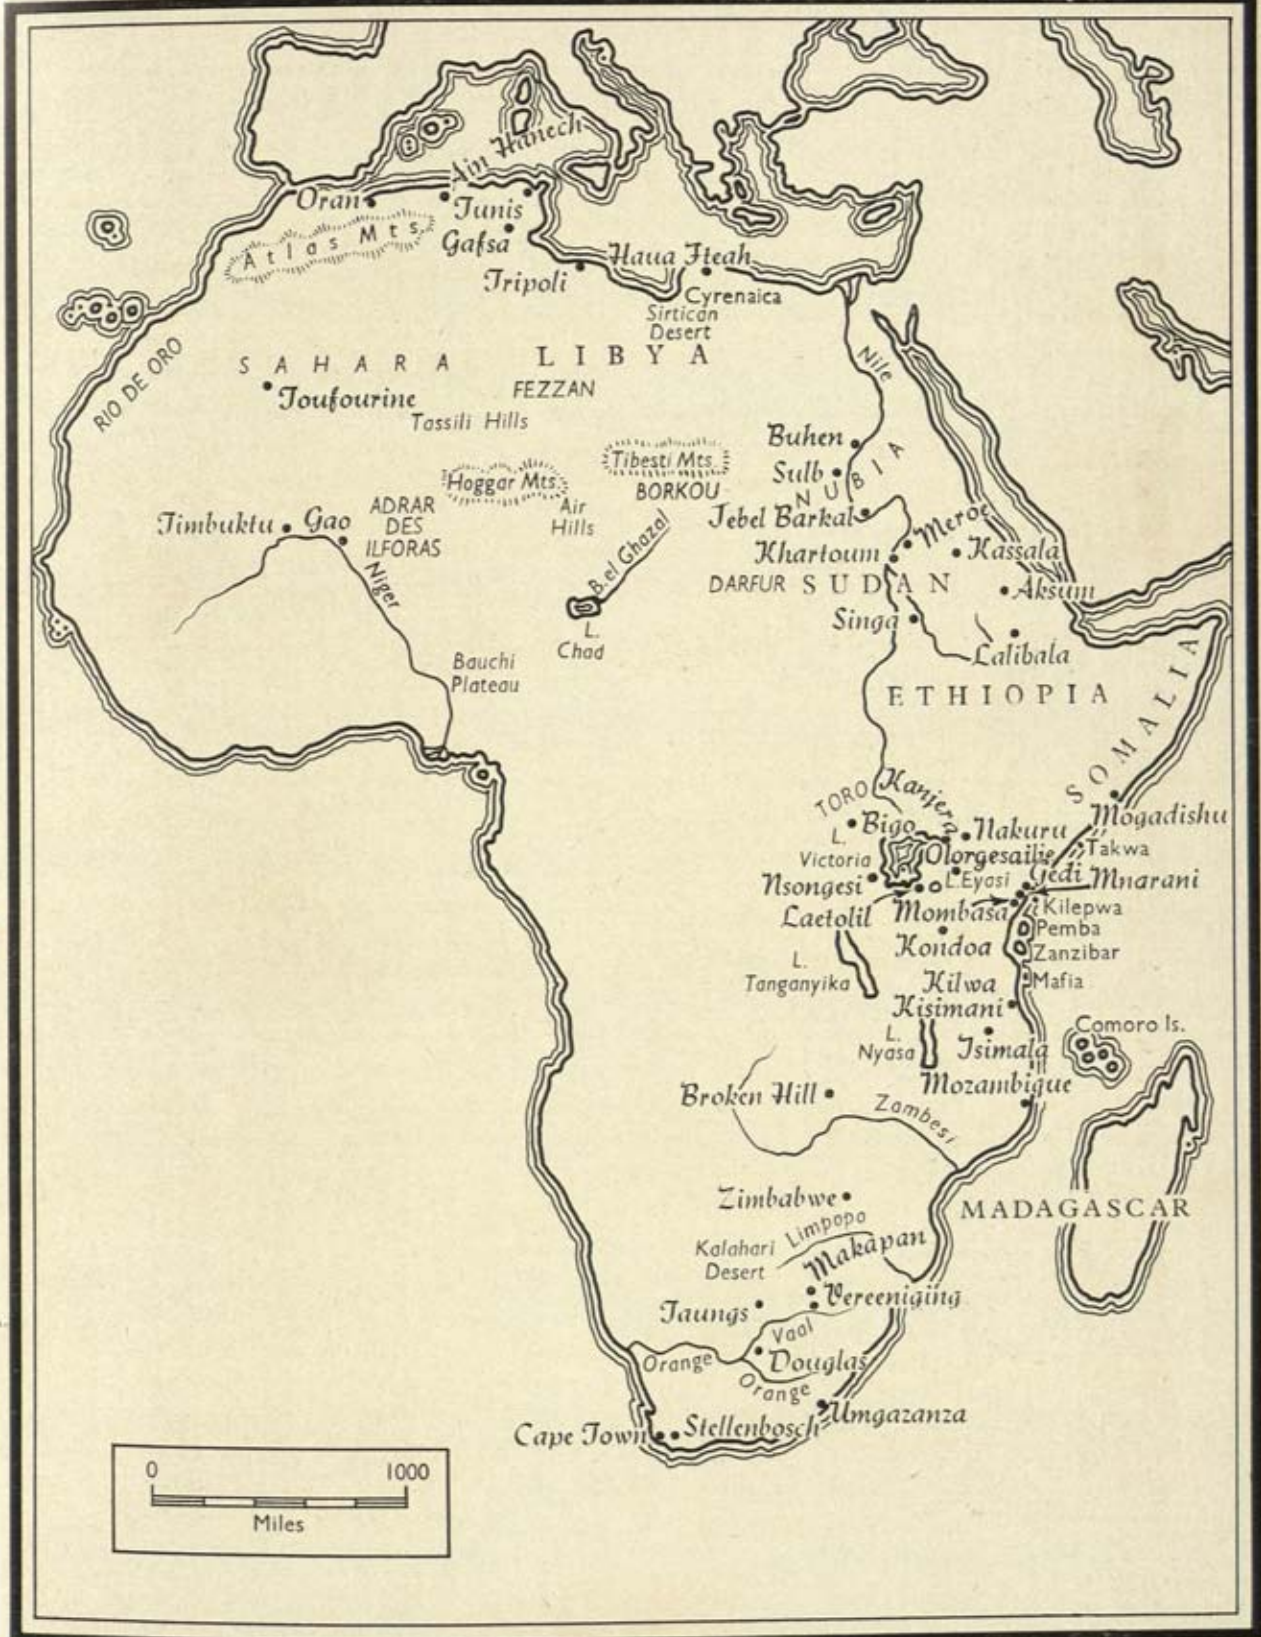 Ain Hanech
Oran
Tunis
Atlas Mts.
Gafsa
Haua Fteah
Tripoli
Cyrenaica
Sirtican
Desert
RIO DE ORO
SAHARA
LIBYA
Nile
Toufourine
FEZZAN
Tassili Hills
Buhen
Tibesti Mts.
Sulb
NUBIA
Hoggar Mts.
BORKOU
Air
Hills
ADRAR
DES
ILFORAS
Timbuktu
Gao
Jebel Barkal
Meroe
Khartoum
Kassala
Niger
B. el Ghazal
DARFUR
SUDAN
Aksum
L.
Chad
Singa
Lalibala
Bauchi
Plateau
ETHIOPIA
SOMALIA
TORO
Kanjera
Mogadishu
Bigo
Nakuru
L.
Victoria
Olorgesailie
Takwa
Gedi
Nsongesi
L. Eyasi
Mnarani
Laetolil
Mombasa
Kilepwa
Pemba
Kondoa
Zanzibar
L.
Tanganyika
Kilwa
Kisimani
Mafia
L.
Nyasa
Isimala
Comoro Is.
Broken Hill
Mozambique
Zambesi
Zimbabwe
MADAGASCAR
Limpopo
Kalahari
Desert
Makapan
Vereeniging
Taungs
Vaal
Orange
Douglas
Orange
Umgazanza
Cape Town
Stellenbosch
0 1000
Miles